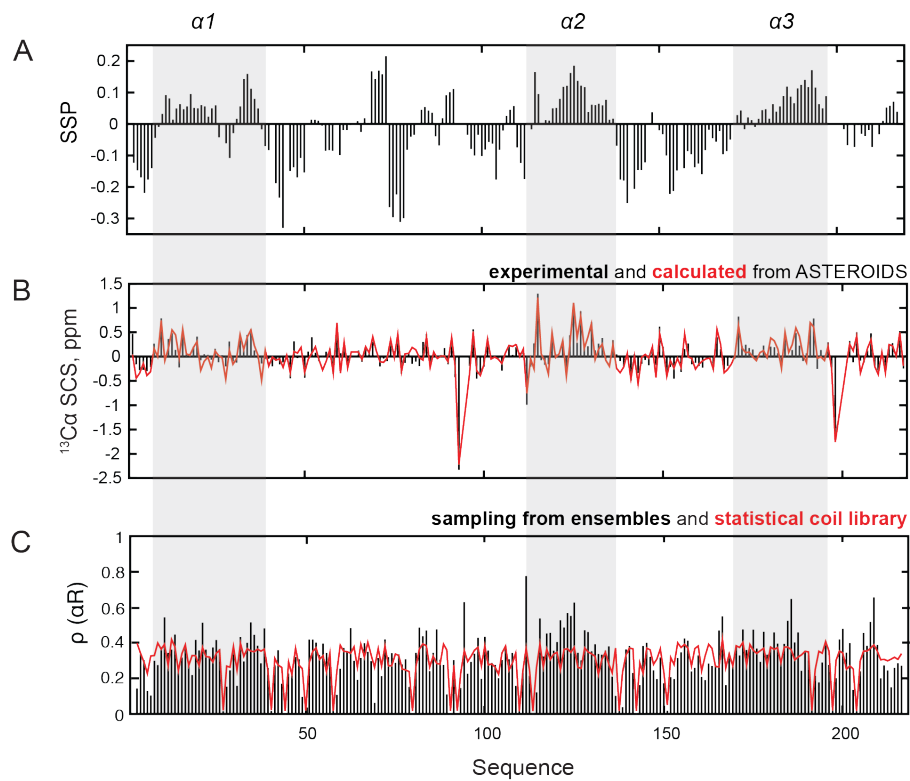 α1 α2 α3
A
SSP
0.2
0.1
0
-0.1
-0.2
-0.3
experimental and calculated from ASTEROIDS
B
¹³Cα SCS, ppm
1.5
1
0.5
0
-0.5
-1
-1.5
-2
-2.5
sampling from ensembles and statistical coil library
C
ρ (αR)
1
0.8
0.6
0.4
0.2
0
50 100 150 200
Sequence